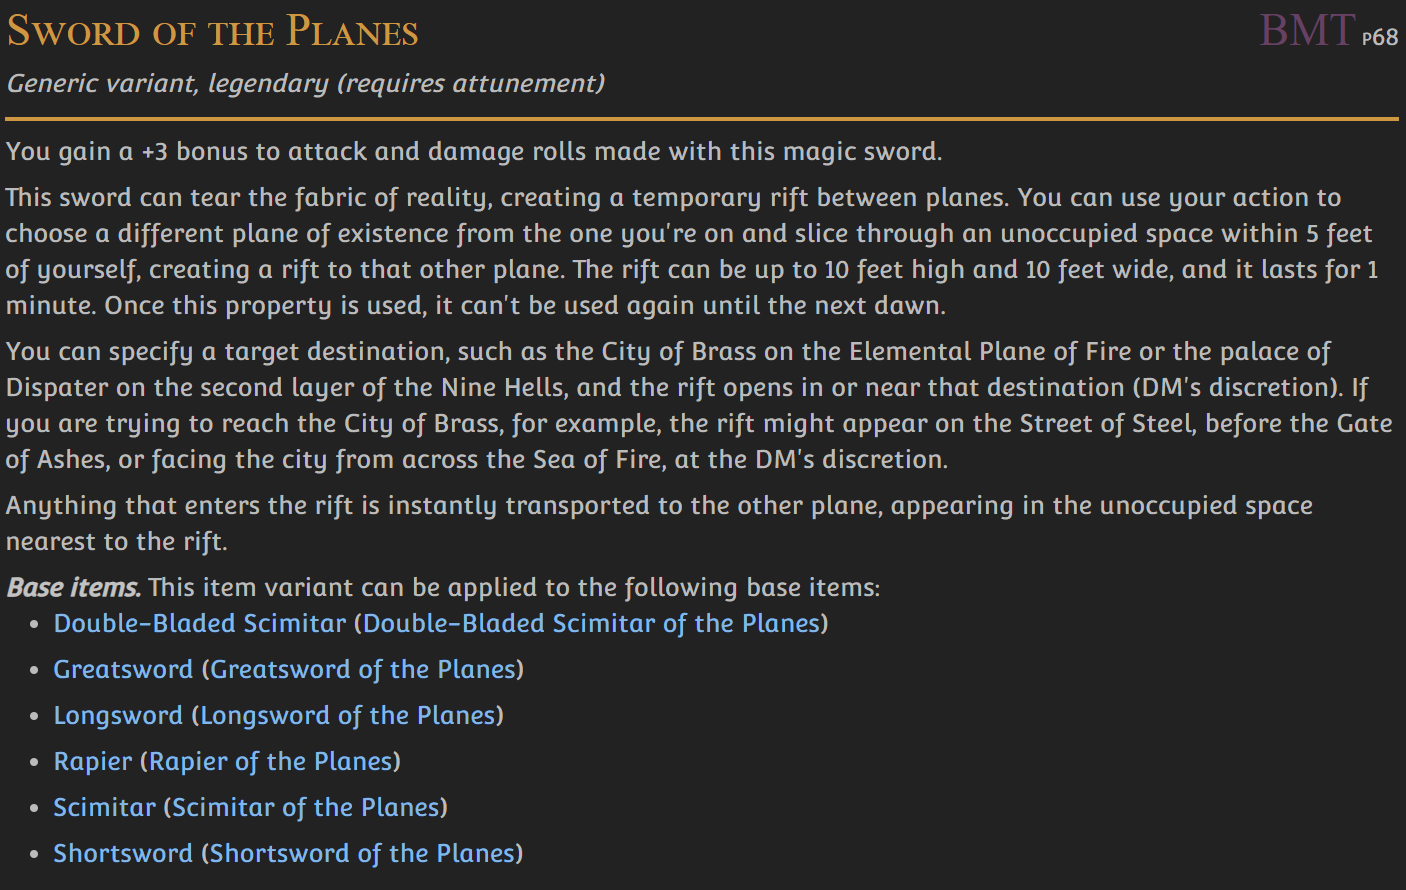 Sword of the Planes BMT p68
Generic variant, legendary (requires attunement)
You gain a +3 bonus to attack and damage rolls made with this magic sword.
This sword can tear the fabric of reality, creating a temporary rift between planes. You can use your action to
choose a different plane of existence from the one you're on and slice through an unoccupied space within 5 feet
of yourself, creating a rift to that other plane. The rift can be up to 10 feet high and 10 feet wide, and it lasts for 1
minute. Once this property is used, it can't be used again until the next dawn.
You can specify a target destination, such as the City of Brass on the Elemental Plane of Fire or the palace of
Dispater on the second layer of the Nine Hells, and the rift opens in or near that destination (DM's discretion). If
you are trying to reach the City of Brass, for example, the rift might appear on the Street of Steel, before the Gate
of Ashes, or facing the city from across the Sea of Fire, at the DM's discretion.
Anything that enters the rift is instantly transported to the other plane, appearing in the unoccupied space
nearest to the rift.
Base items. This item variant can be applied to the following base items:
• Double-Bladed Scimitar (Double-Bladed Scimitar of the Planes)
• Greatsword (Greatsword of the Planes)
• Longsword (Longsword of the Planes)
• Rapier (Rapier of the Planes)
• Scimitar (Scimitar of the Planes)
• Shortsword (Shortsword of the Planes)